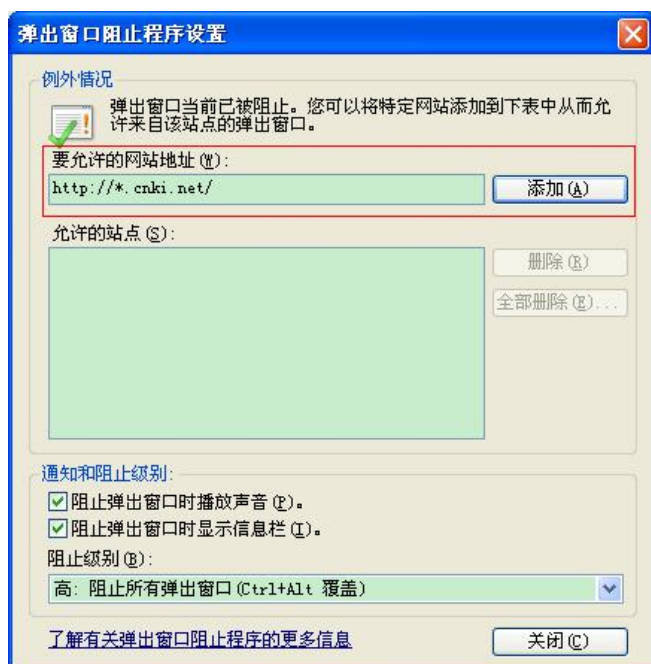 弹出窗口阻止程序设置
例外情况
弹出窗口当前已被阻止。您可以将特定网站添加到下表中从而允
许来自该站点的弹出窗口。
要允许的网站地址(W):
http://*.cnki.net/
添加(A)
允许的站点(S):
删除(R)
全部删除(E)...
通知和阻止级别:
阻止弹出窗口时播放声音(P)。
阻止弹出窗口时显示信息栏(I)。
阻止级别(B):
高: 阻止所有弹出窗口(Ctrl+Alt 覆盖)
了解有关弹出窗口阻止程序的更多信息
关闭(C)